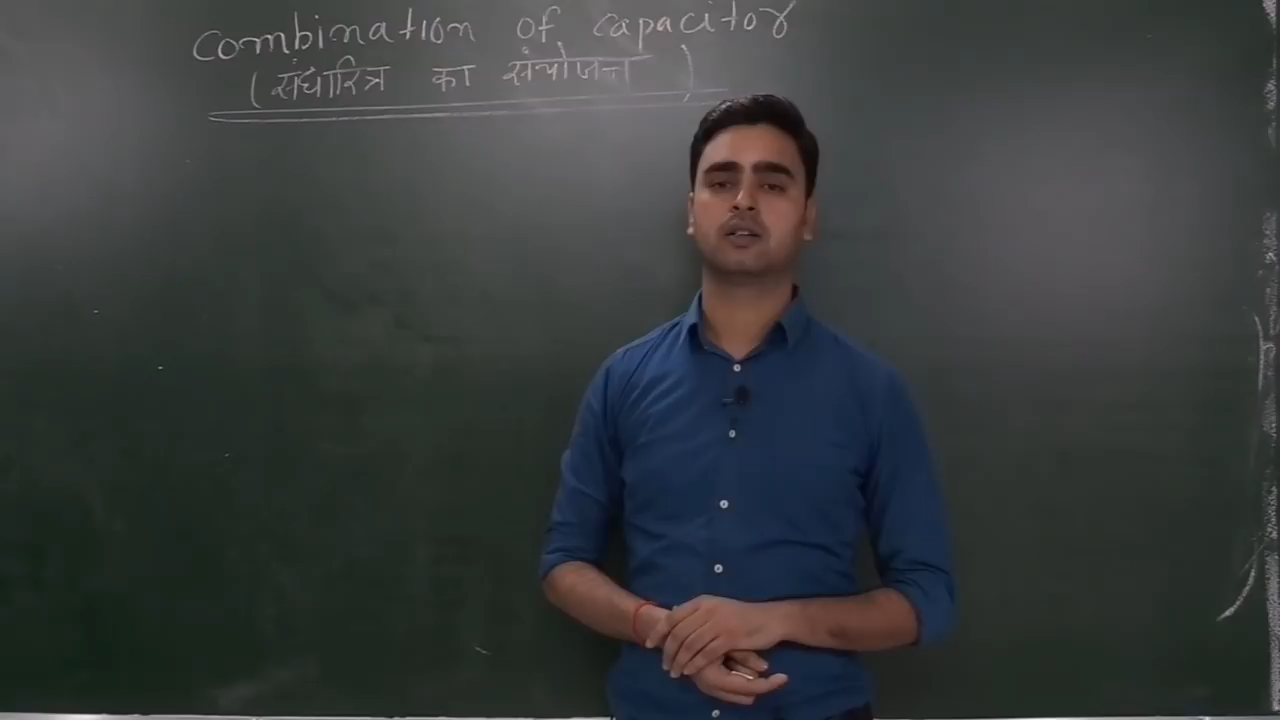 combination of capacitor
(संधारित्र का संयोजन)